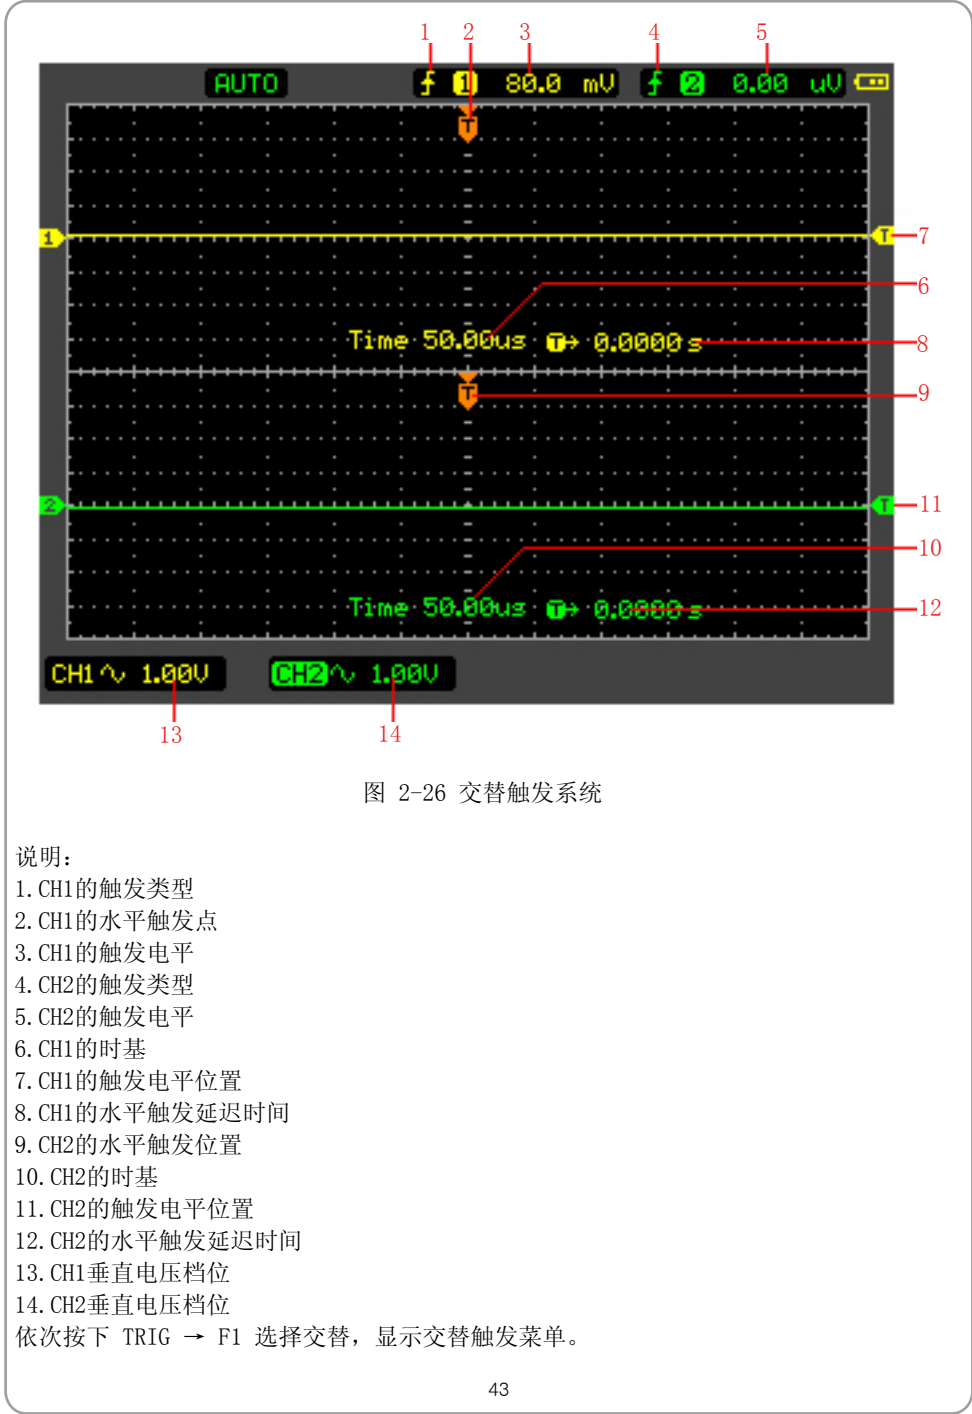 1 2 3 4 5
AUTO 1 80.0 mV 2 0.00 uV
T
1 T 7
6
Time 50.00us T→ 0.0000s 8
T 9
2 T 11
10
Time 50.00us T→ 0.0000s 12
CH1 1.00V CH2 1.00V
13 14
图 2-26 交替触发系统
说明:
1.CH1的触发类型
2.CH1的水平触发点
3.CH1的触发电平
4.CH2的触发类型
5.CH2的触发电平
6.CH1的时基
7.CH1的触发电平位置
8.CH1的水平触发延迟时间
9.CH2的水平触发位置
10.CH2的时基
11.CH2的触发电平位置
12.CH2的水平触发延迟时间
13.CH1垂直电压档位
14.CH2垂直电压档位
依次按下 TRIG → F1 选择交替，显示交替触发菜单。
43